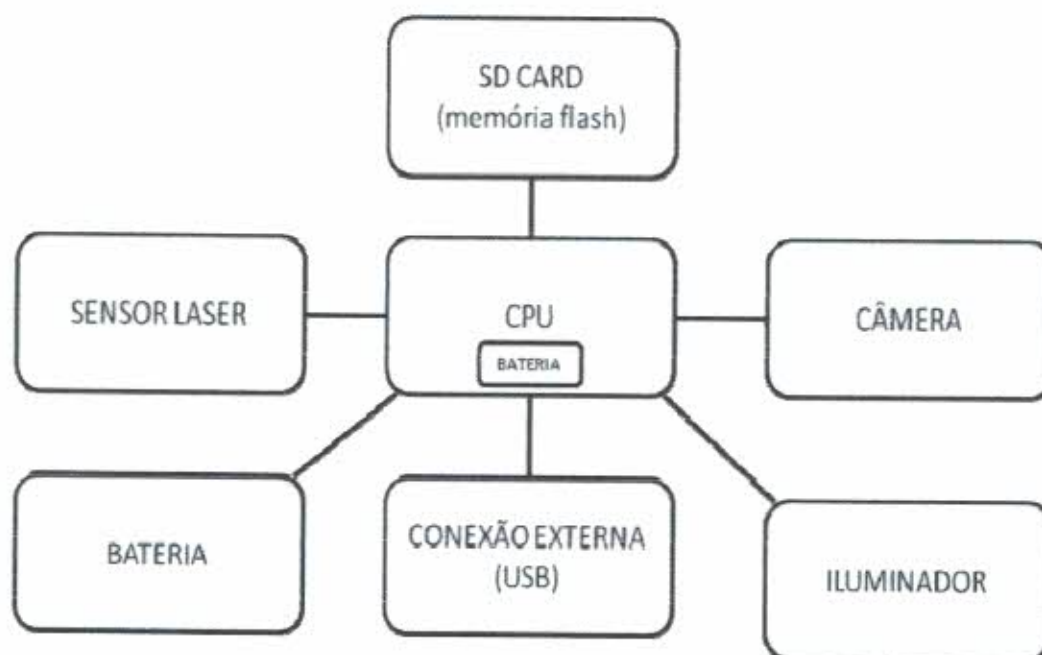 SD CARD
(memória flash)
SENSOR LASER
CPU
BATERIA
CÂMERA
BATERIA
CONEXÃO EXTERNA
(USB)
ILUMINADOR